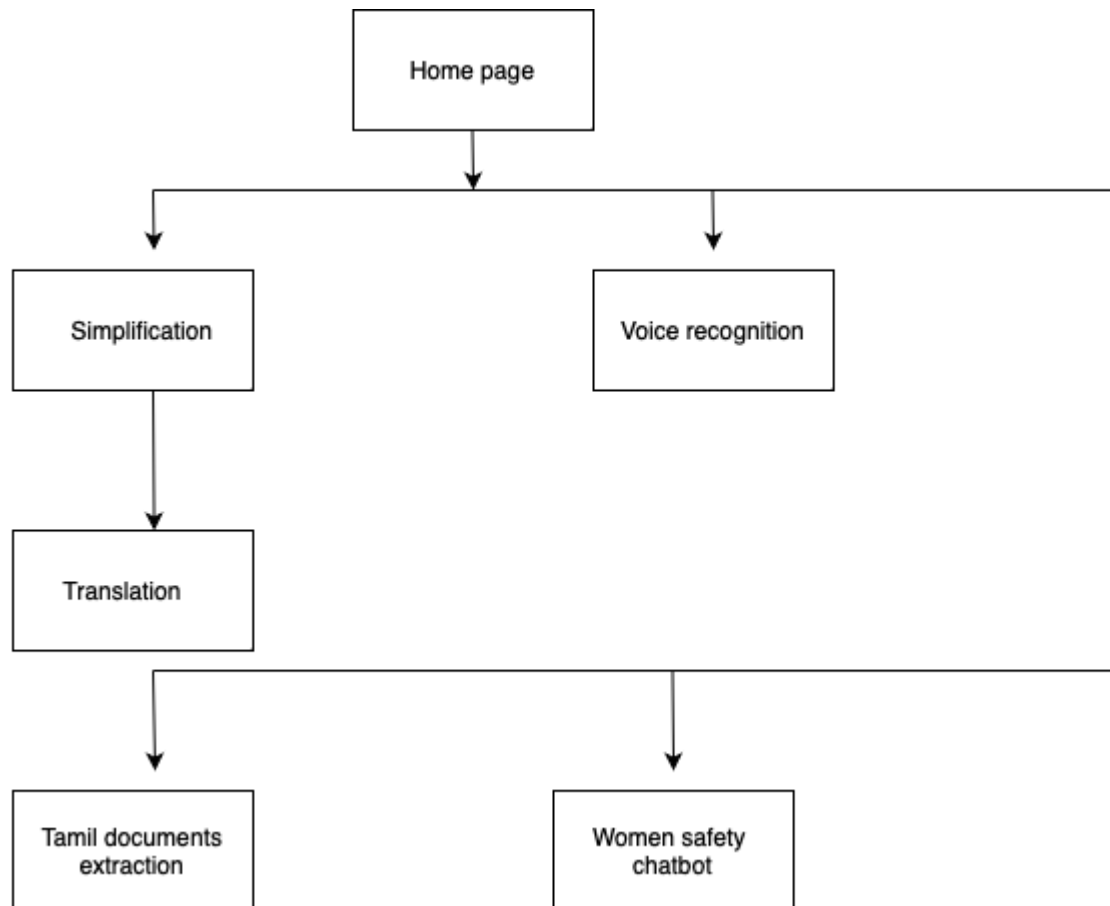 Home page
Simplification
Voice recognition
Translation
Tamil documents
extraction
Women safety
chatbot